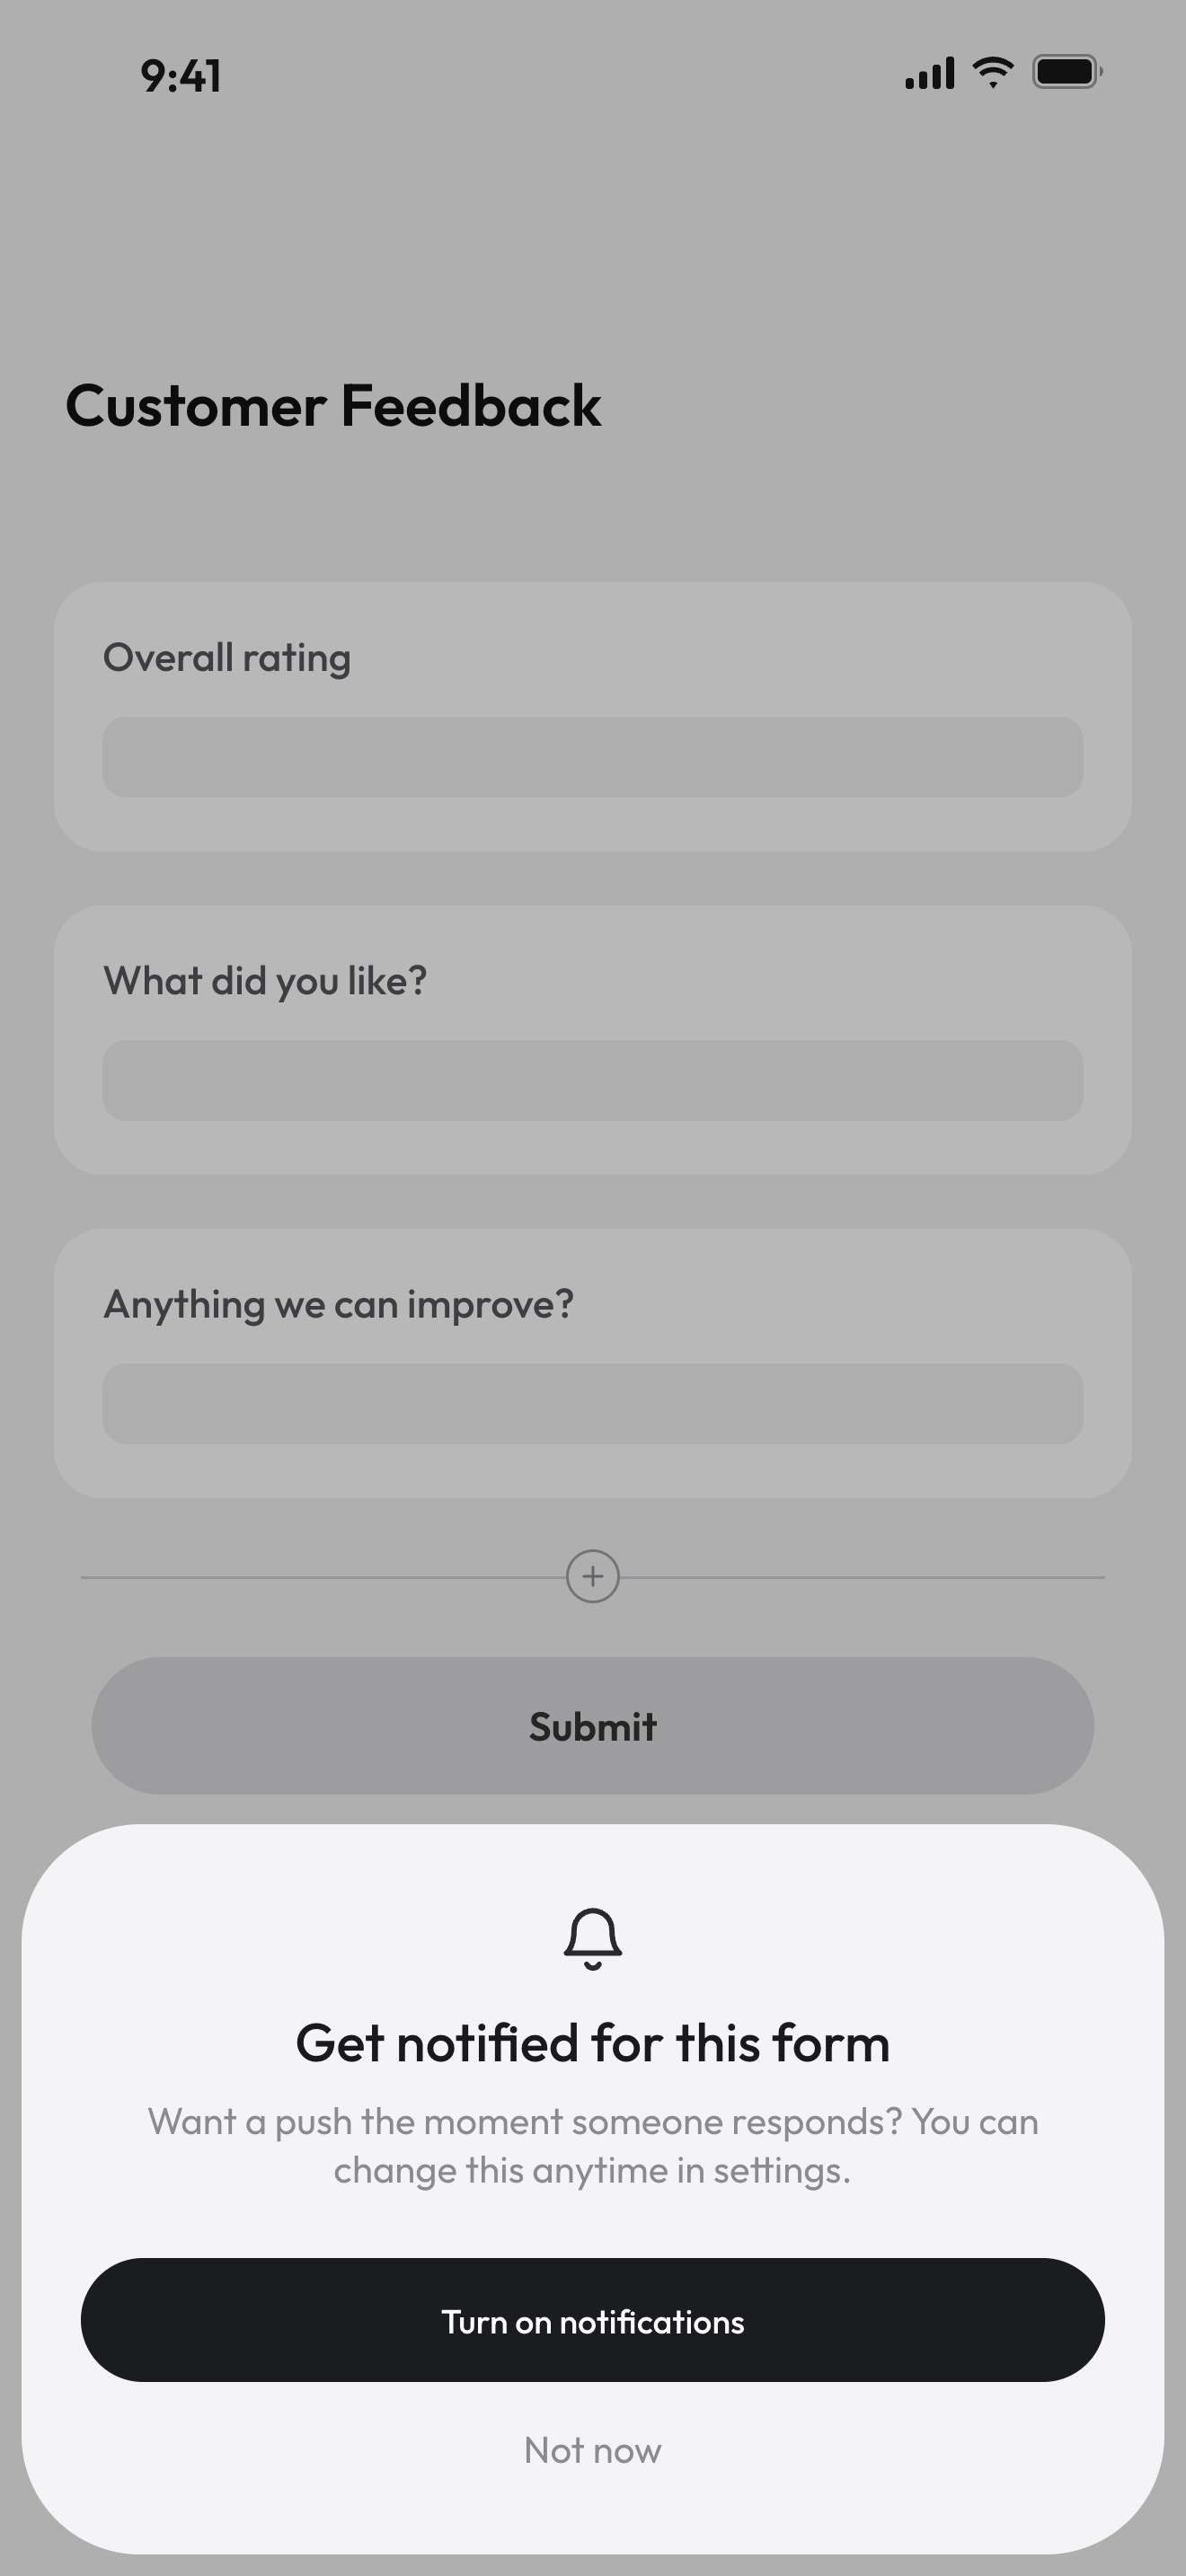 9:41
Customer Feedback
Overall rating
What did you like?
Anything we can improve?
Submit
Get notified for this form
Want a push the moment someone responds? You can
change this anytime in settings.
Turn on notifications
Not now